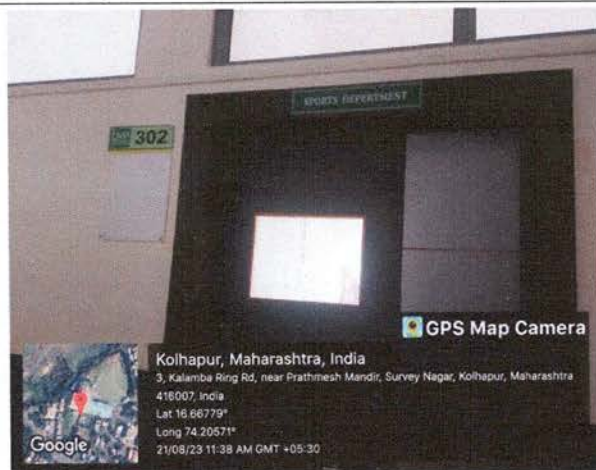 SPORTS DEPERTMENT
302
GPS Map Camera
Kolhapur, Maharashtra, India
3, Kalamba Ring Rd, near Prathmesh Mandir, Survey Nagar, Kolhapur, Maharashtra
416007, India
Lat 16.66779°
Long 74.20571°
21/08/23 11:38 AM GMT +05:30
Google